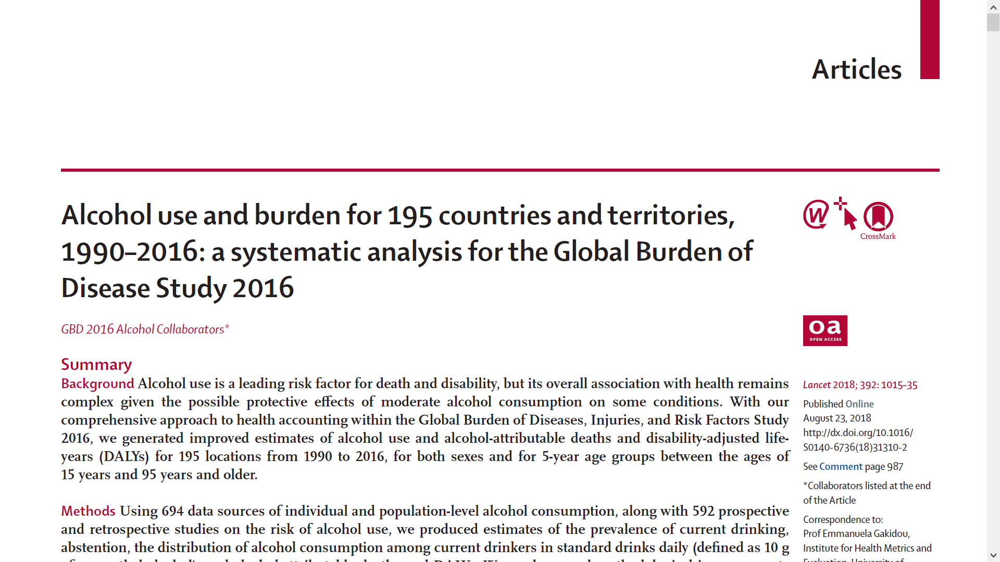 Articles
Alcohol use and burden for 195 countries and territories,
1990–2016: a systematic analysis for the Global Burden of
Disease Study 2016
GBD 2016 Alcohol Collaborators*
Summary
Background Alcohol use is a leading risk factor for death and disability, but its overall association with health remains
complex given the possible protective effects of moderate alcohol consumption on some conditions. With our
comprehensive approach to health accounting within the Global Burden of Diseases, Injuries, and Risk Factors Study
2016, we generated improved estimates of alcohol use and alcohol-attributable deaths and disability-adjusted life-
years (DALYs) for 195 locations from 1990 to 2016, for both sexes and for 5-year age groups between the ages of
15 years and 95 years and older.
Methods Using 694 data sources of individual and population-level alcohol consumption, along with 592 prospective
and retrospective studies on the risk of alcohol use, we produced estimates of the prevalence of current drinking,
abstention, the distribution of alcohol consumption among current drinkers in standard drinks daily (defined as 10 g
W
CrossMark
oa
OPEN ACCESS
Lancet 2018; 392: 1015–35
Published Online
August 23, 2018
http://dx.doi.org/10.1016/
S0140-6736(18)31310-2
See Comment page 987
*Collaborators listed at the end
of the Article
Correspondence to:
Prof Emmanuela Gakidou,
Institute for Health Metrics and
Evaluation, University of